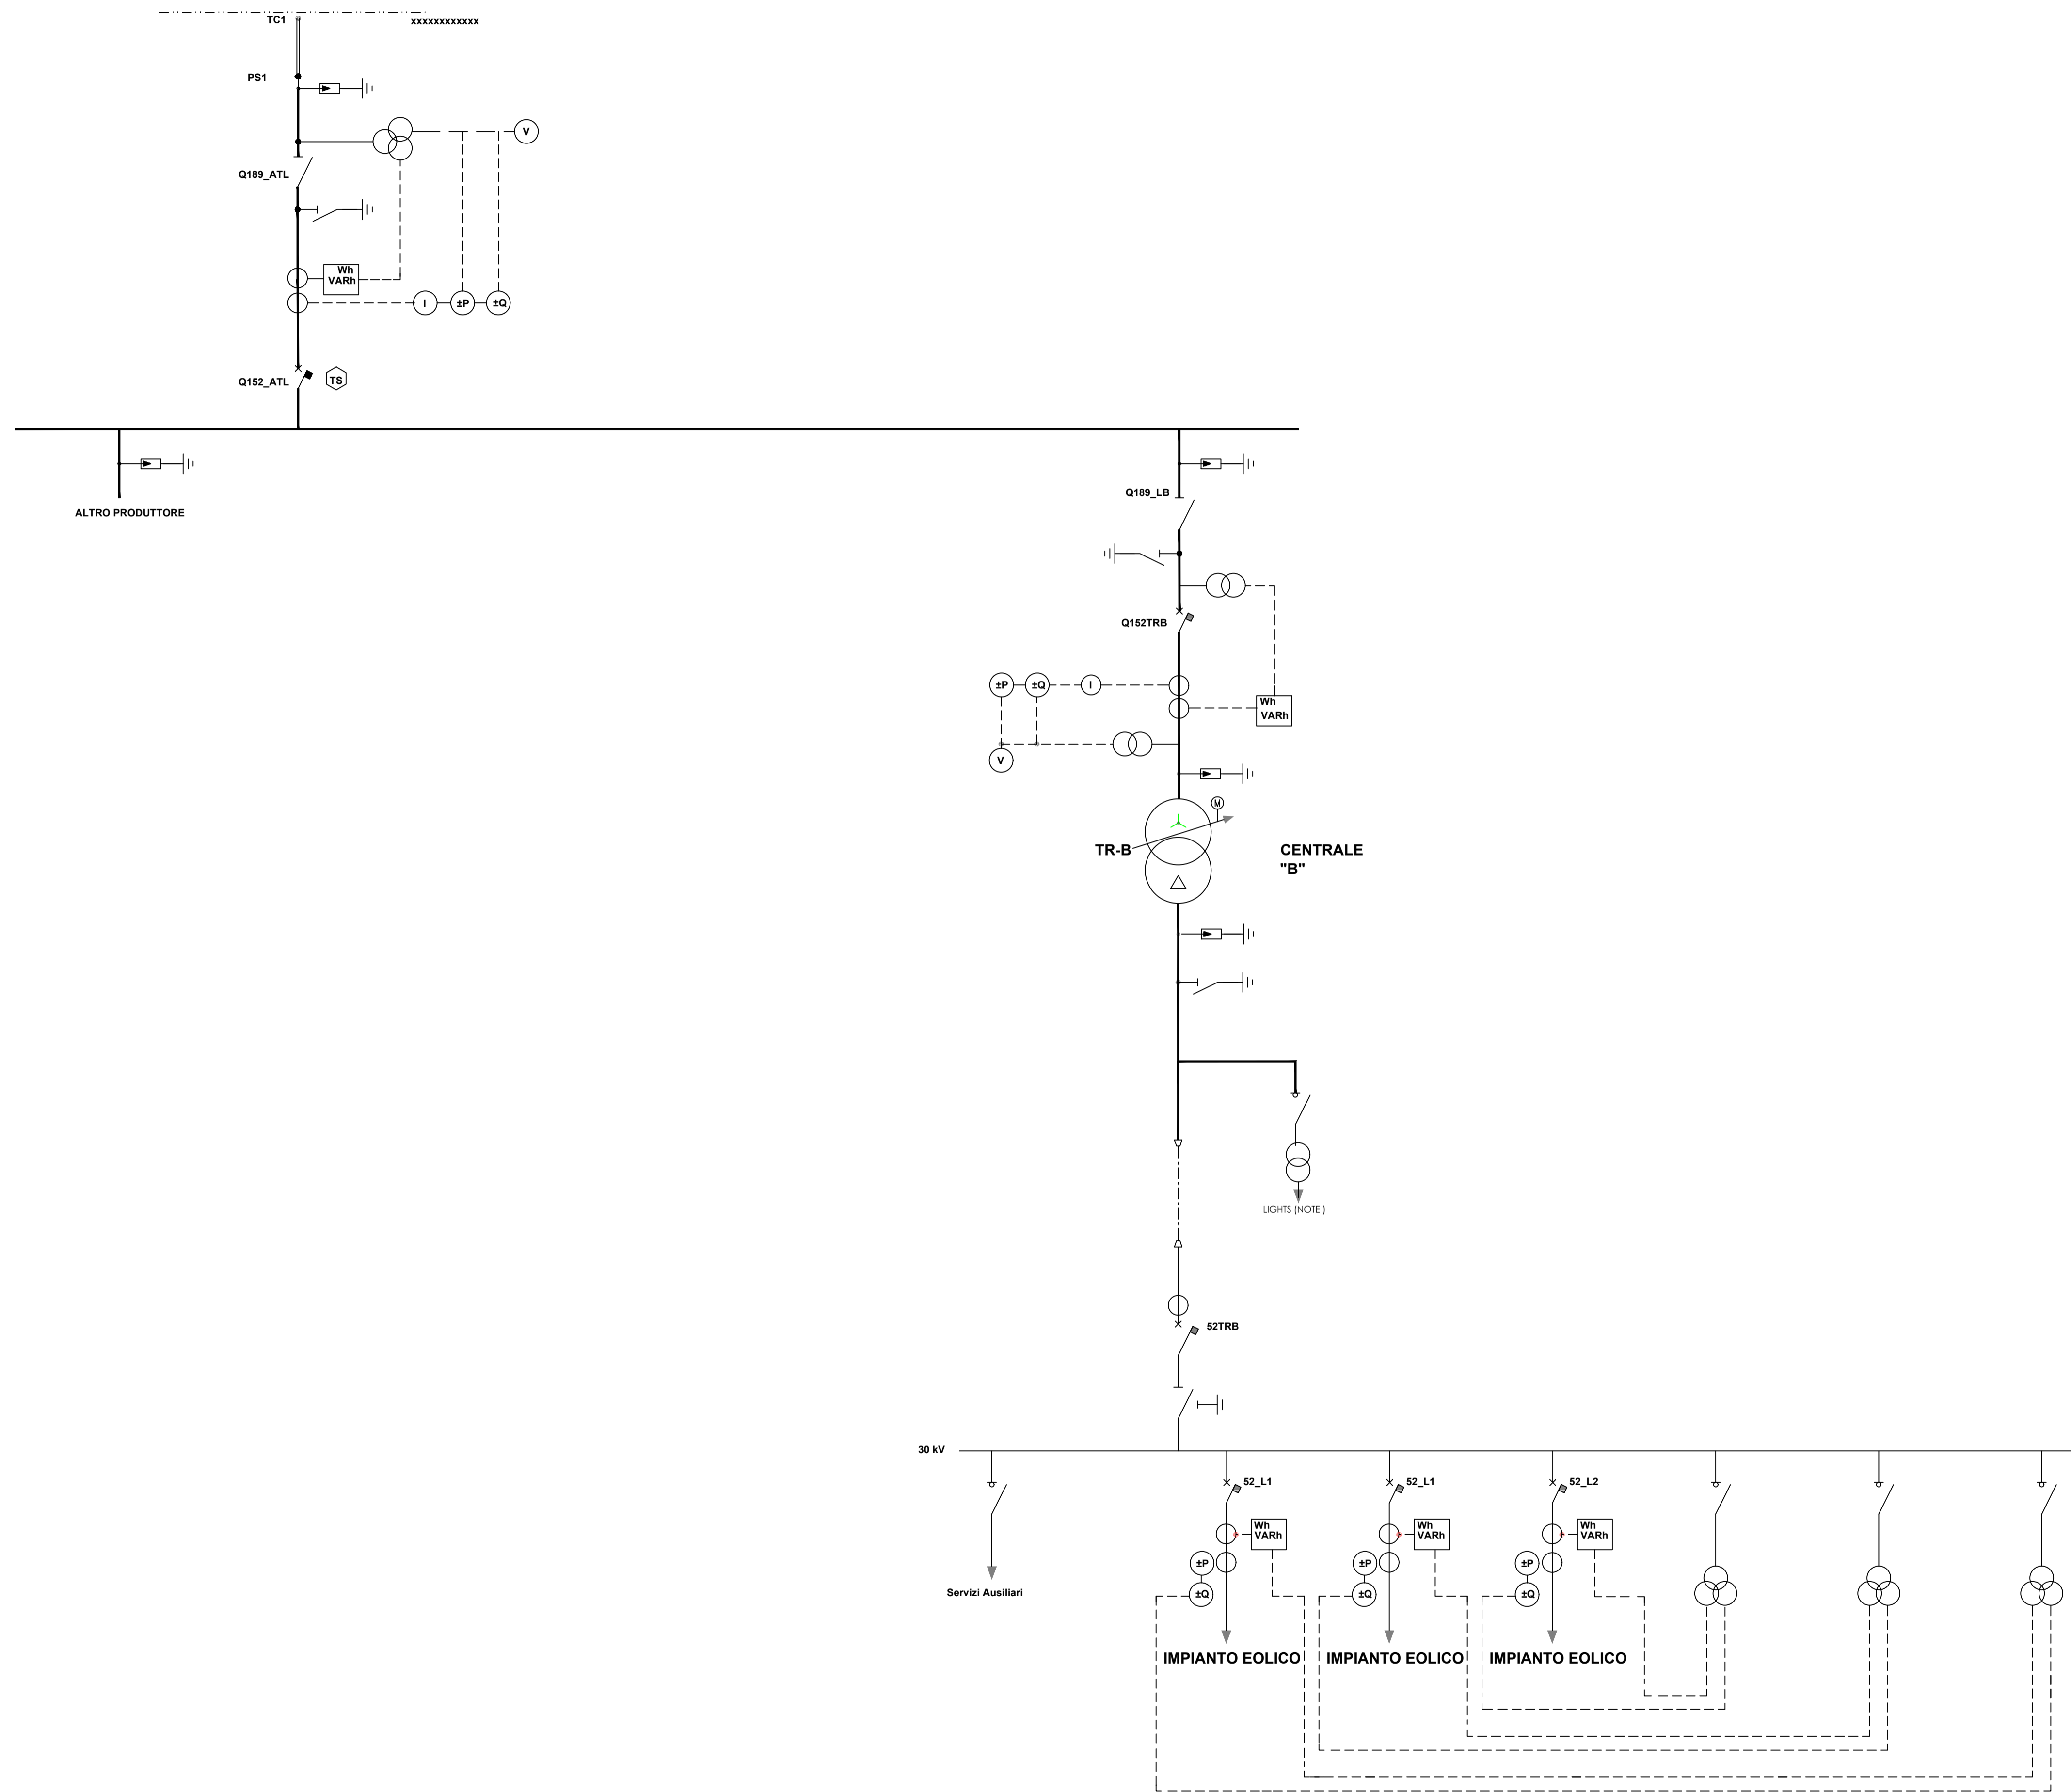 TC1
xxxxxxxxxxxx
PS1
V
Q189_ATL
Wh
VARh
I
±P
±Q
Q152_ATL
TS
ALTRO PRODUTTORE
Q189_LB
Q152TRB
±P
±Q
I
Wh
VARh
V
M
TR-B
CENTRALE
"B"
LIGHTS (NOTE )
52TRB
30 kV
52_L1
52_L1
52_L2
Wh
VARh
Wh
VARh
Wh
VARh
±P
±P
±P
±Q
±Q
±Q
Servizi Ausiliari
IMPIANTO EOLICO
IMPIANTO EOLICO
IMPIANTO EOLICO